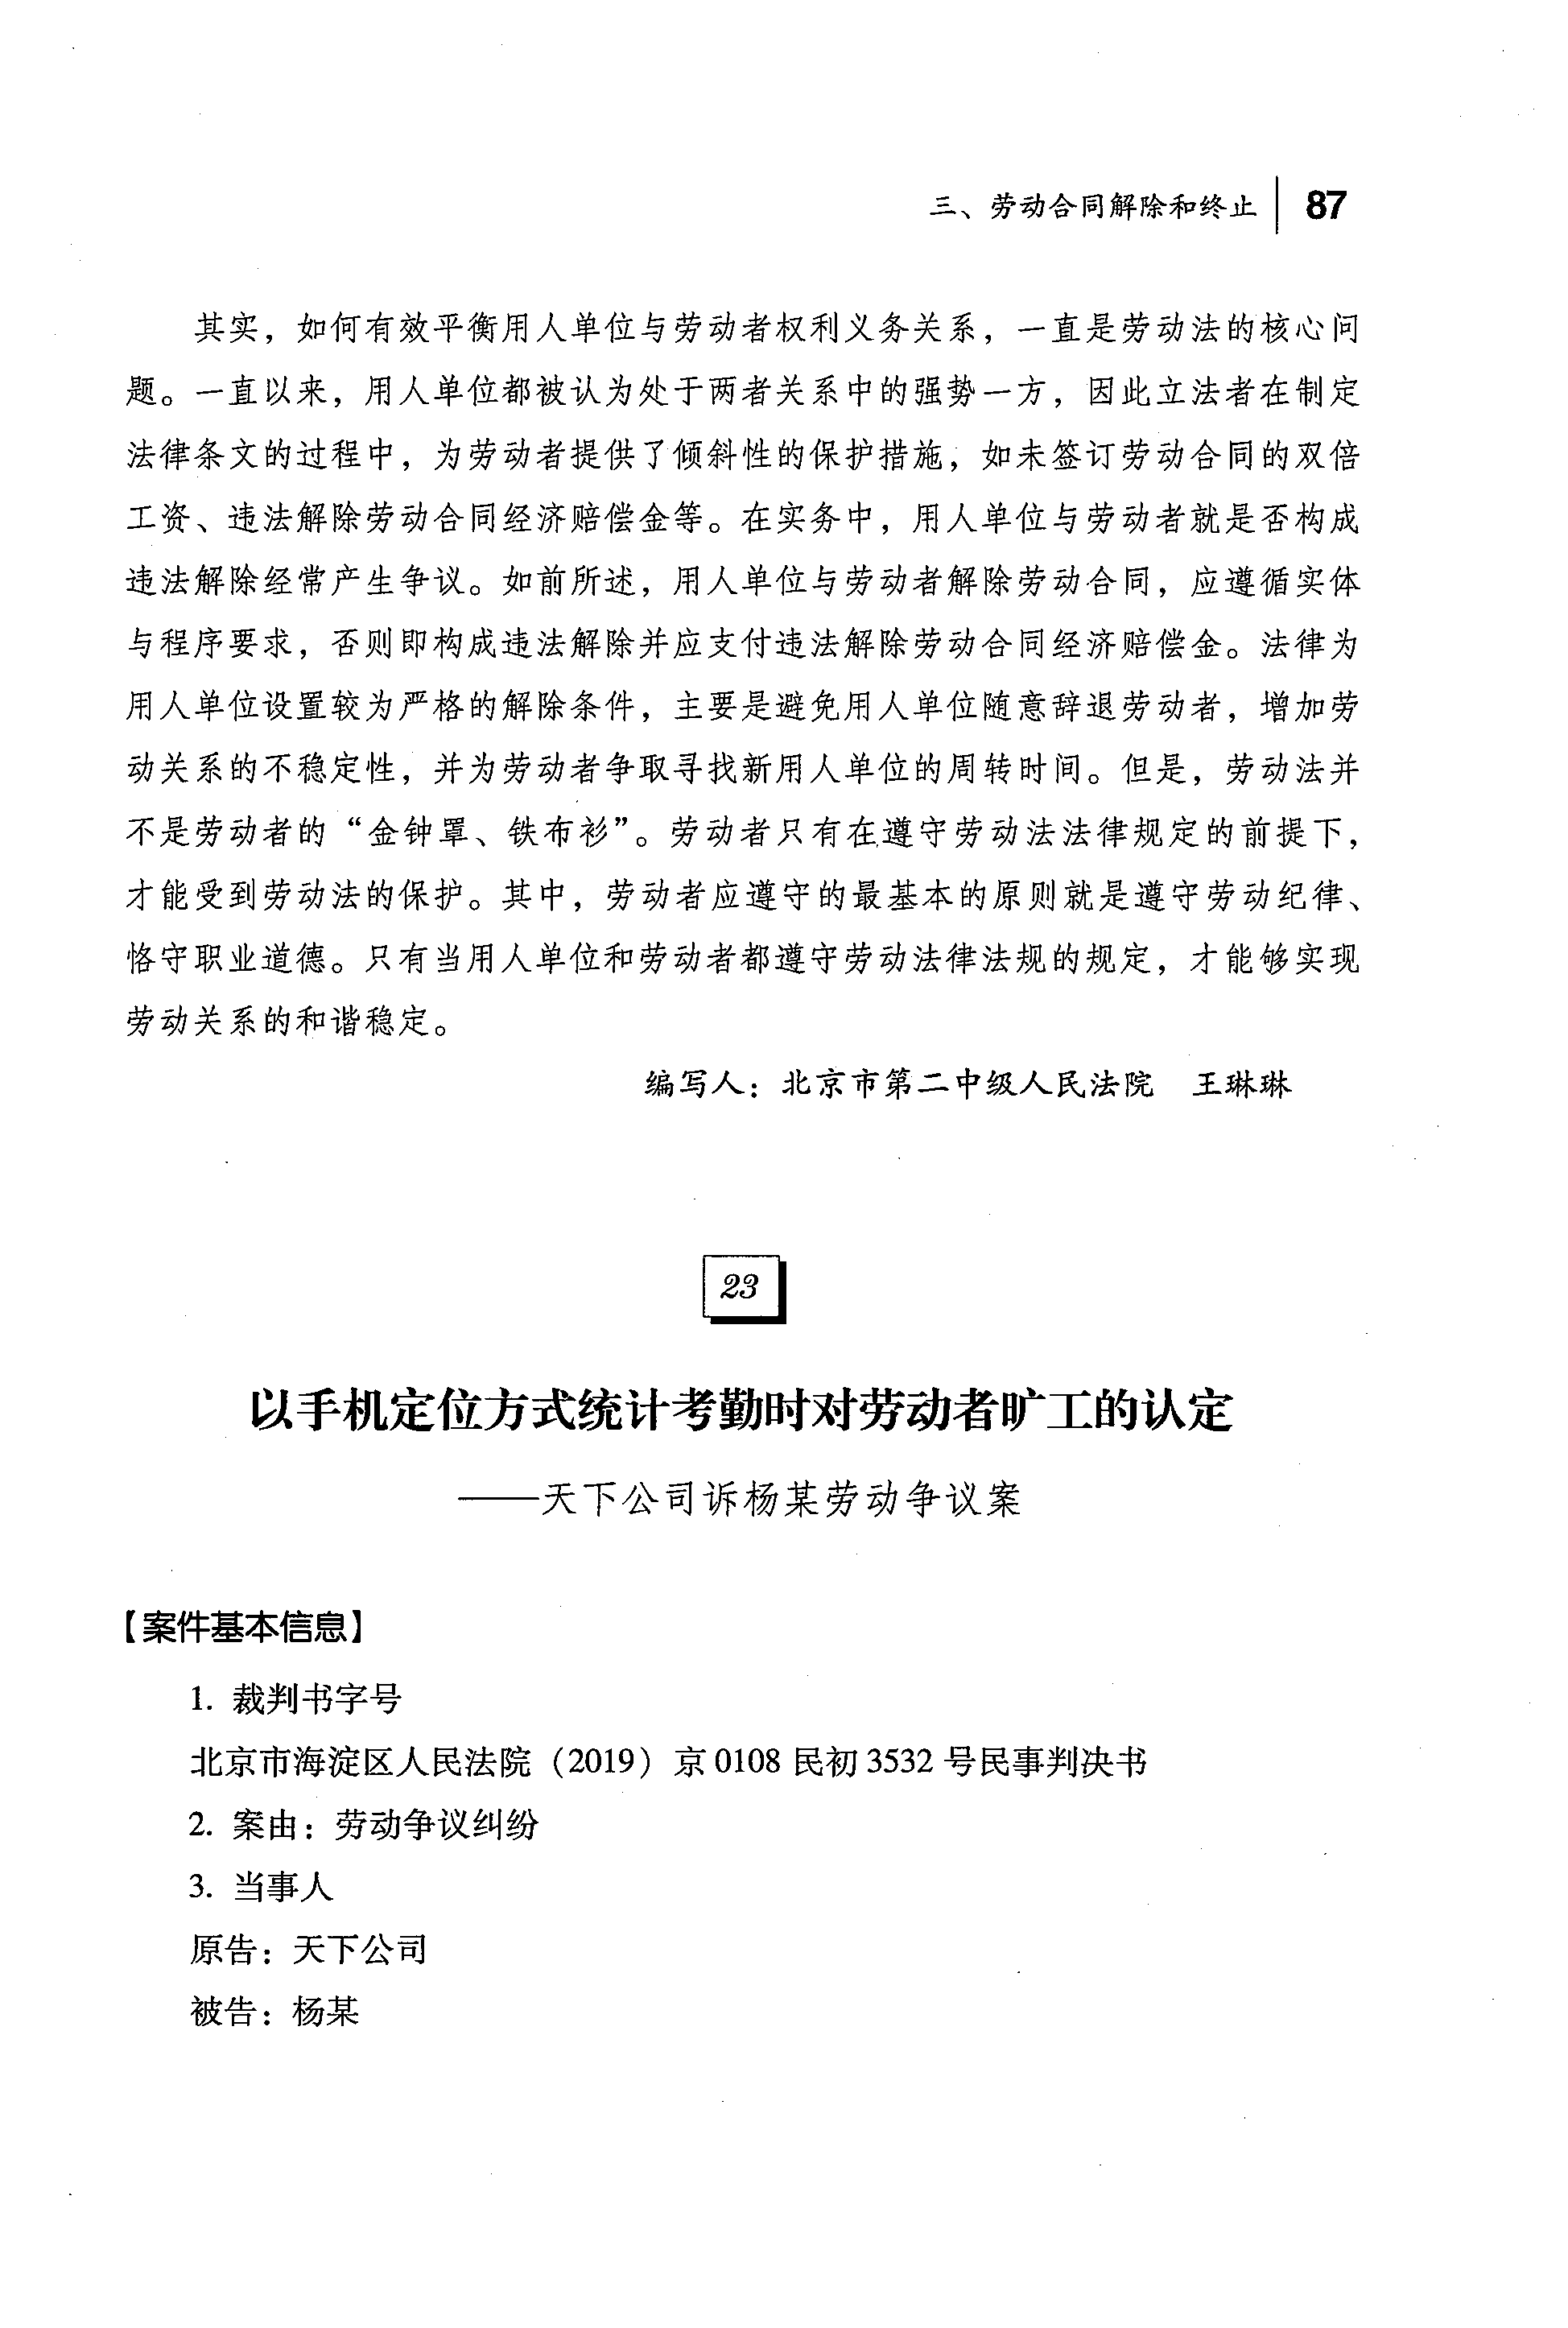 三、劳动合同解除和终止 87
其实，如何有效平衡用人单位与劳动者权利义务关系，一直是劳动法的核心问
题。一直以来，用人单位都被认为处于两者关系中的强势一方，因此立法者在制定
法律条文的过程中，为劳动者提供了倾斜性的保护措施，如未签订劳动合同的双倍
工资、违法解除劳动合同经济赔偿金等。在实务中，用人单位与劳动者就是否构成
违法解除经常产生争议。如前所述，用人单位与劳动者解除劳动合同，应遵循实体
与程序要求，否则即构成违法解除并应支付违法解除劳动合同经济赔偿金。法律为
用人单位设置较为严格的解除条件，主要是避免用人单位随意辞退劳动者，增加劳
动关系的不稳定性，并为劳动者争取寻找新用人单位的周转时间。但是，劳动法并
不是劳动者的“金钟罩、铁布衫”。劳动者只有在遵守劳动法法律规定的前提下，
才能受到劳动法的保护。其中，劳动者应遵守的最基本的原则就是遵守劳动纪律、
恪守职业道德。只有当用人单位和劳动者都遵守劳动法律法规的规定，才能够实现
劳动关系的和谐稳定。
编写人：北京市第二中级人民法院 王琳琳
23
以手机定位方式统计考勤时对劳动者旷工的认定
——天下公司诉杨某劳动争议案
【案件基本信息】
1. 裁判书字号
北京市海淀区人民法院（2019）京 0108 民初 3532 号民事判决书
2. 案由：劳动争议纠纷
3. 当事人
原告：天下公司
被告：杨某